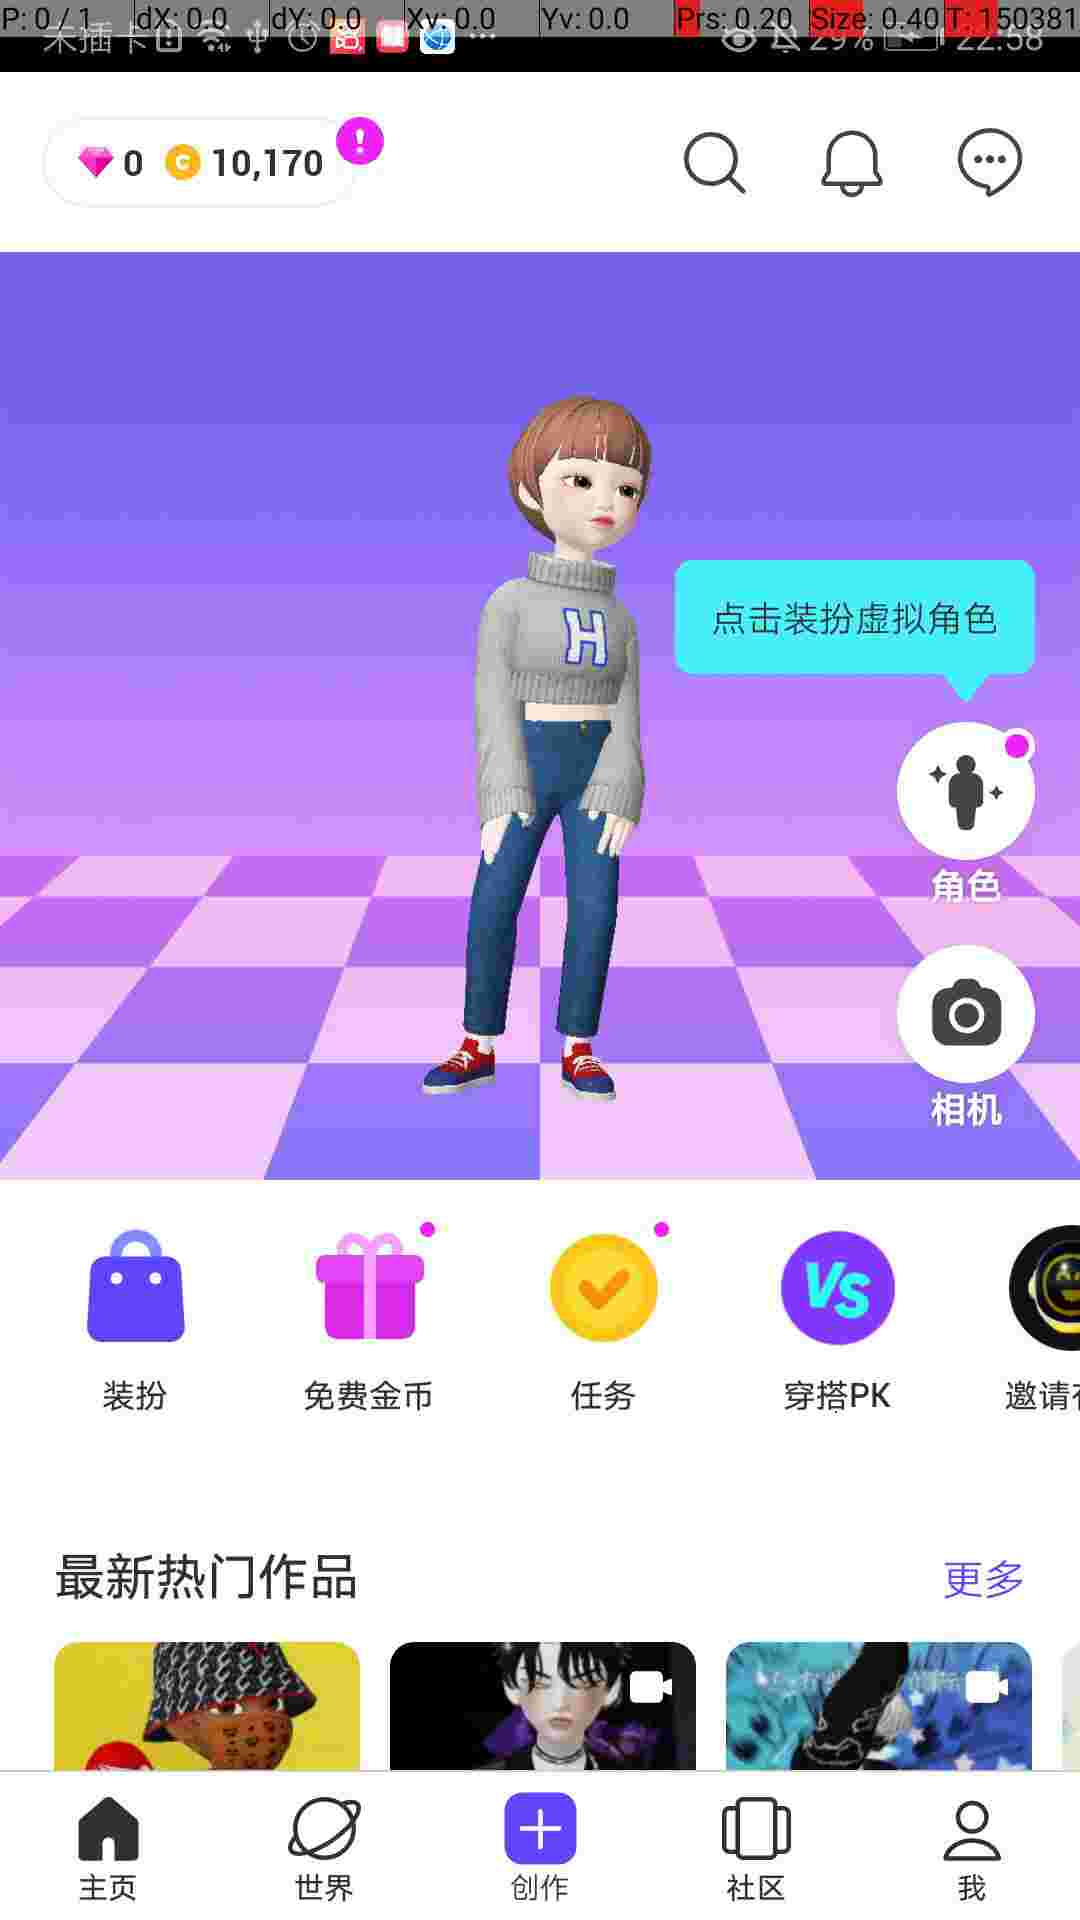 P: 0 / 1 dX: 0.0 dY: 0.0 Xv: 0.0 Yv: 0.0 Prs: 0.20 Size: 0.40 T: 150381
未插卡 29% 22:58
0 10,170
H
点击装扮虚拟角色
角色
相机
VS
装扮 免费金币 任务 穿搭PK 邀请
最新热门作品 更多
主页 世界 创作 社区 我